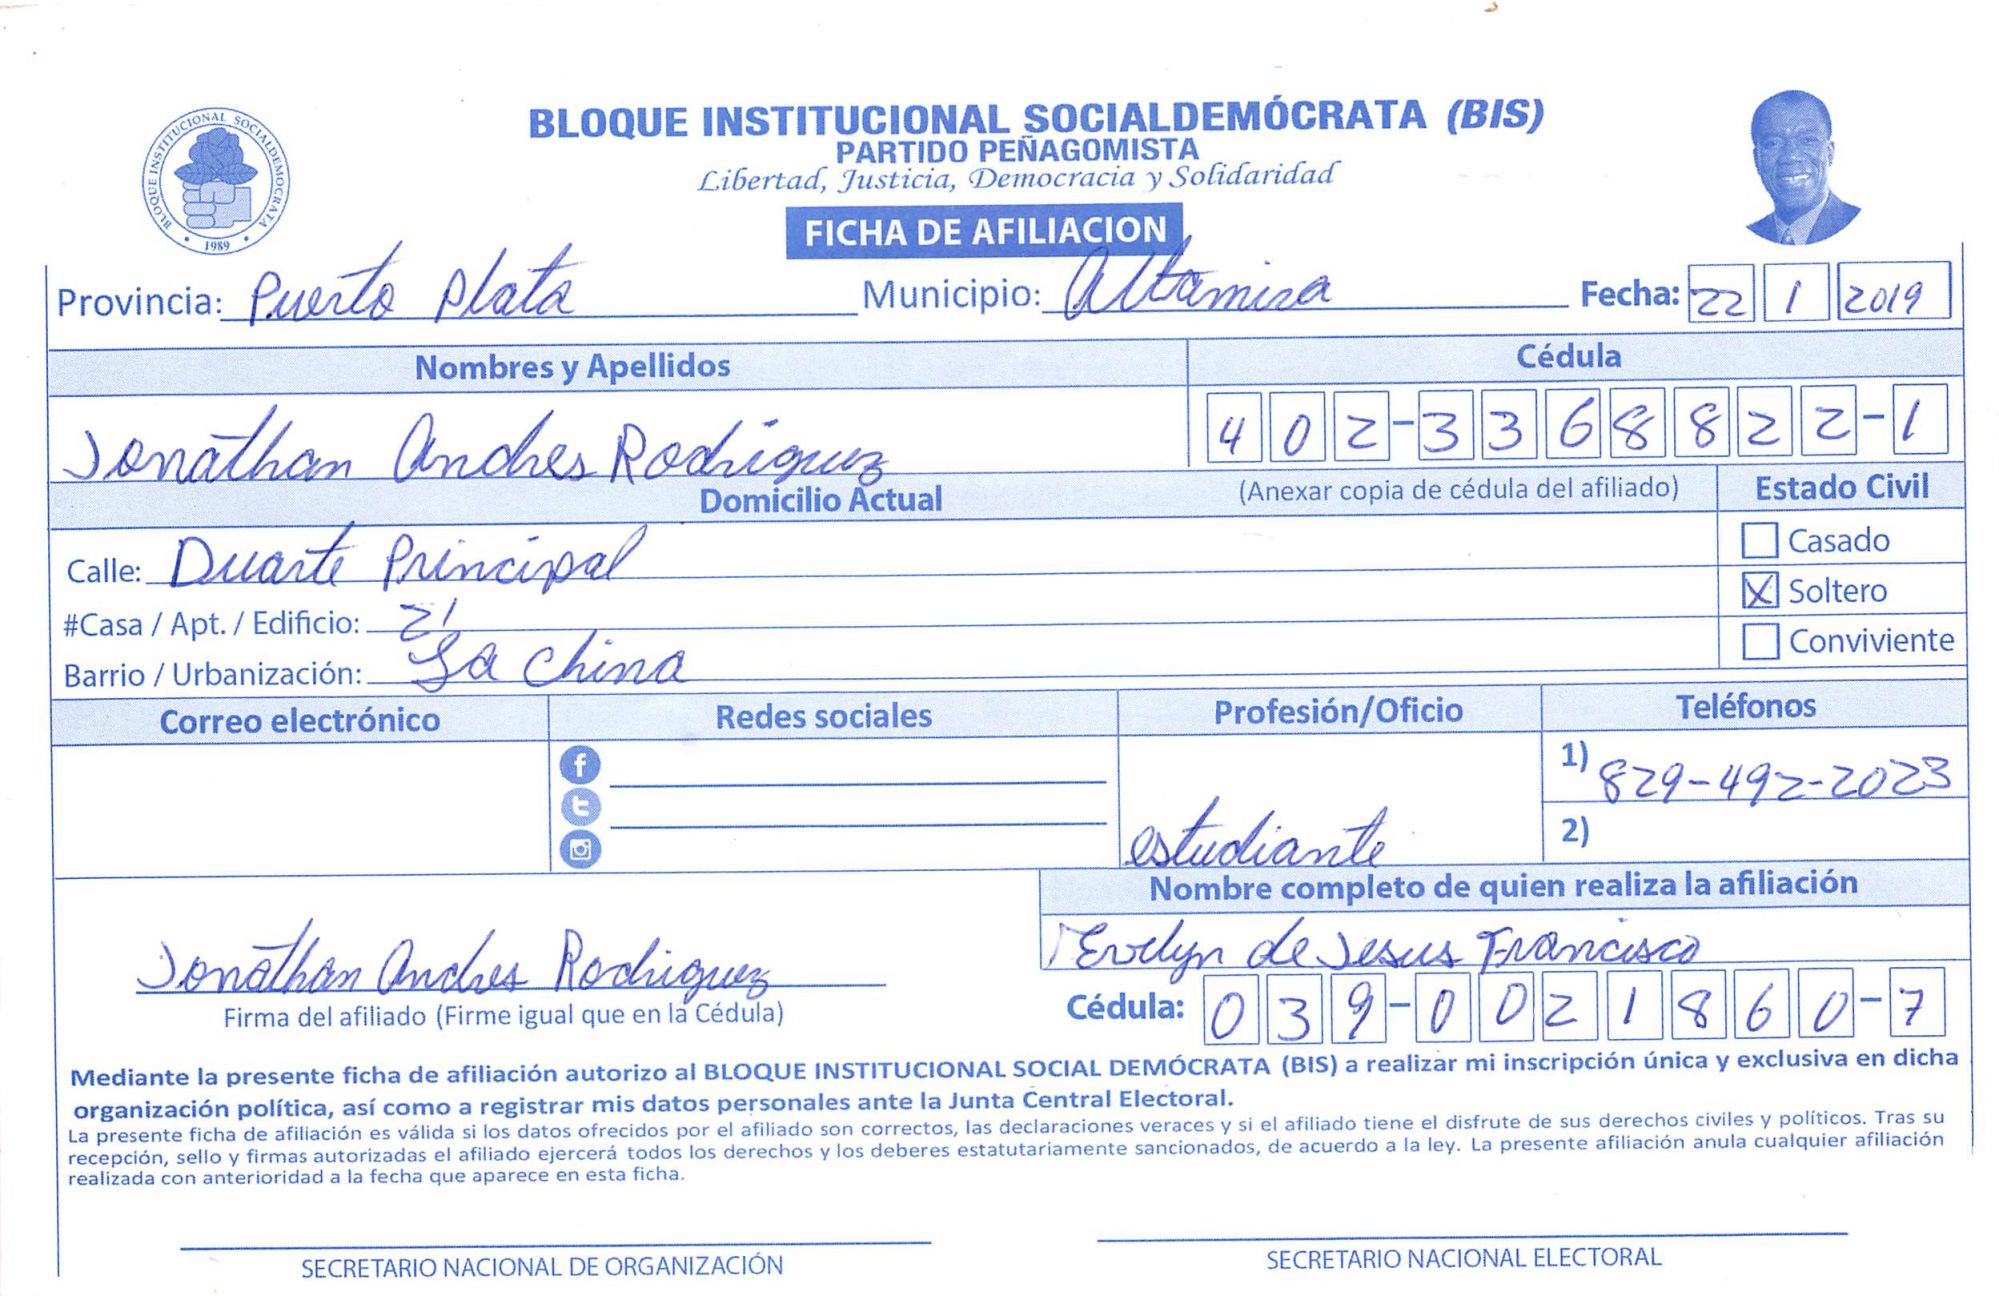 BLOQUE INSTITUCIONAL SOCIALDEMOCRATA
1989
BLOQUE INSTITUCIONAL SOCIALDEMÓCRATA (BIS)
PARTIDO PEÑAGOMISTA
Libertad, Justicia, Democracia y Solidaridad
FICHA DE AFILIACION
Provincia: Puerto Plata Municipio: Altamira Fecha: 22 1 2019
Nombres y Apellidos Cédula
Jonathan Andres Rodriguez 402-3368822-1
Domicilio Actual (Anexar copia de cédula del afiliado) Estado Civil
Calle: Duarte Principal Casado
#Casa / Apt. / Edificio: 21 X Soltero
Barrio / Urbanización: La China Conviviente
Correo electrónico Redes sociales Profesión/Oficio Teléfonos
1) 829-492-2023
estudiante 2)
Nombre completo de quien realiza la afiliación
Jonathan Andres Rodriguez Evelyn de Jesus Francisco
Firma del afiliado (Firme igual que en la Cédula) Cédula: 039-0021860-7
Mediante la presente ficha de afiliación autorizo al BLOQUE INSTITUCIONAL SOCIAL DEMÓCRATA (BIS) a realizar mi inscripción única y exclusiva en dicha
organización política, así como a registrar mis datos personales ante la Junta Central Electoral.
La presente ficha de afiliación es válida si los datos ofrecidos por el afiliado son correctos, las declaraciones veraces y si el afiliado tiene el disfrute de sus derechos civiles y políticos. Tras su
recepción, sello y firmas autorizadas el afiliado ejercerá todos los derechos y los deberes estatutariamente sancionados, de acuerdo a la ley. La presente afiliación anula cualquier afiliación
realizada con anterioridad a la fecha que aparece en esta ficha.
SECRETARIO NACIONAL DE ORGANIZACIÓN SECRETARIO NACIONAL ELECTORAL